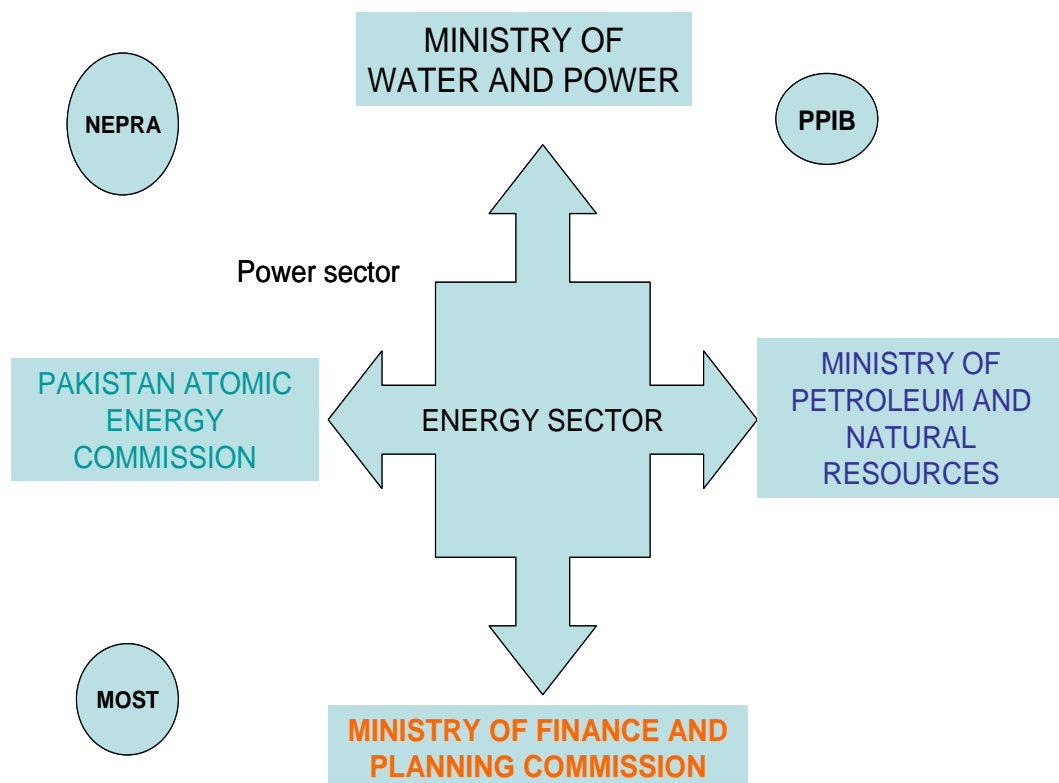 MINISTRY OF
WATER AND POWER
NEPRA
PPIB
Power sector
PAKISTAN ATOMIC
ENERGY
COMMISSION
ENERGY SECTOR
MINISTRY OF
PETROLEUM AND
NATURAL
RESOURCES
MOST
MINISTRY OF FINANCE AND
PLANNING COMMISSION